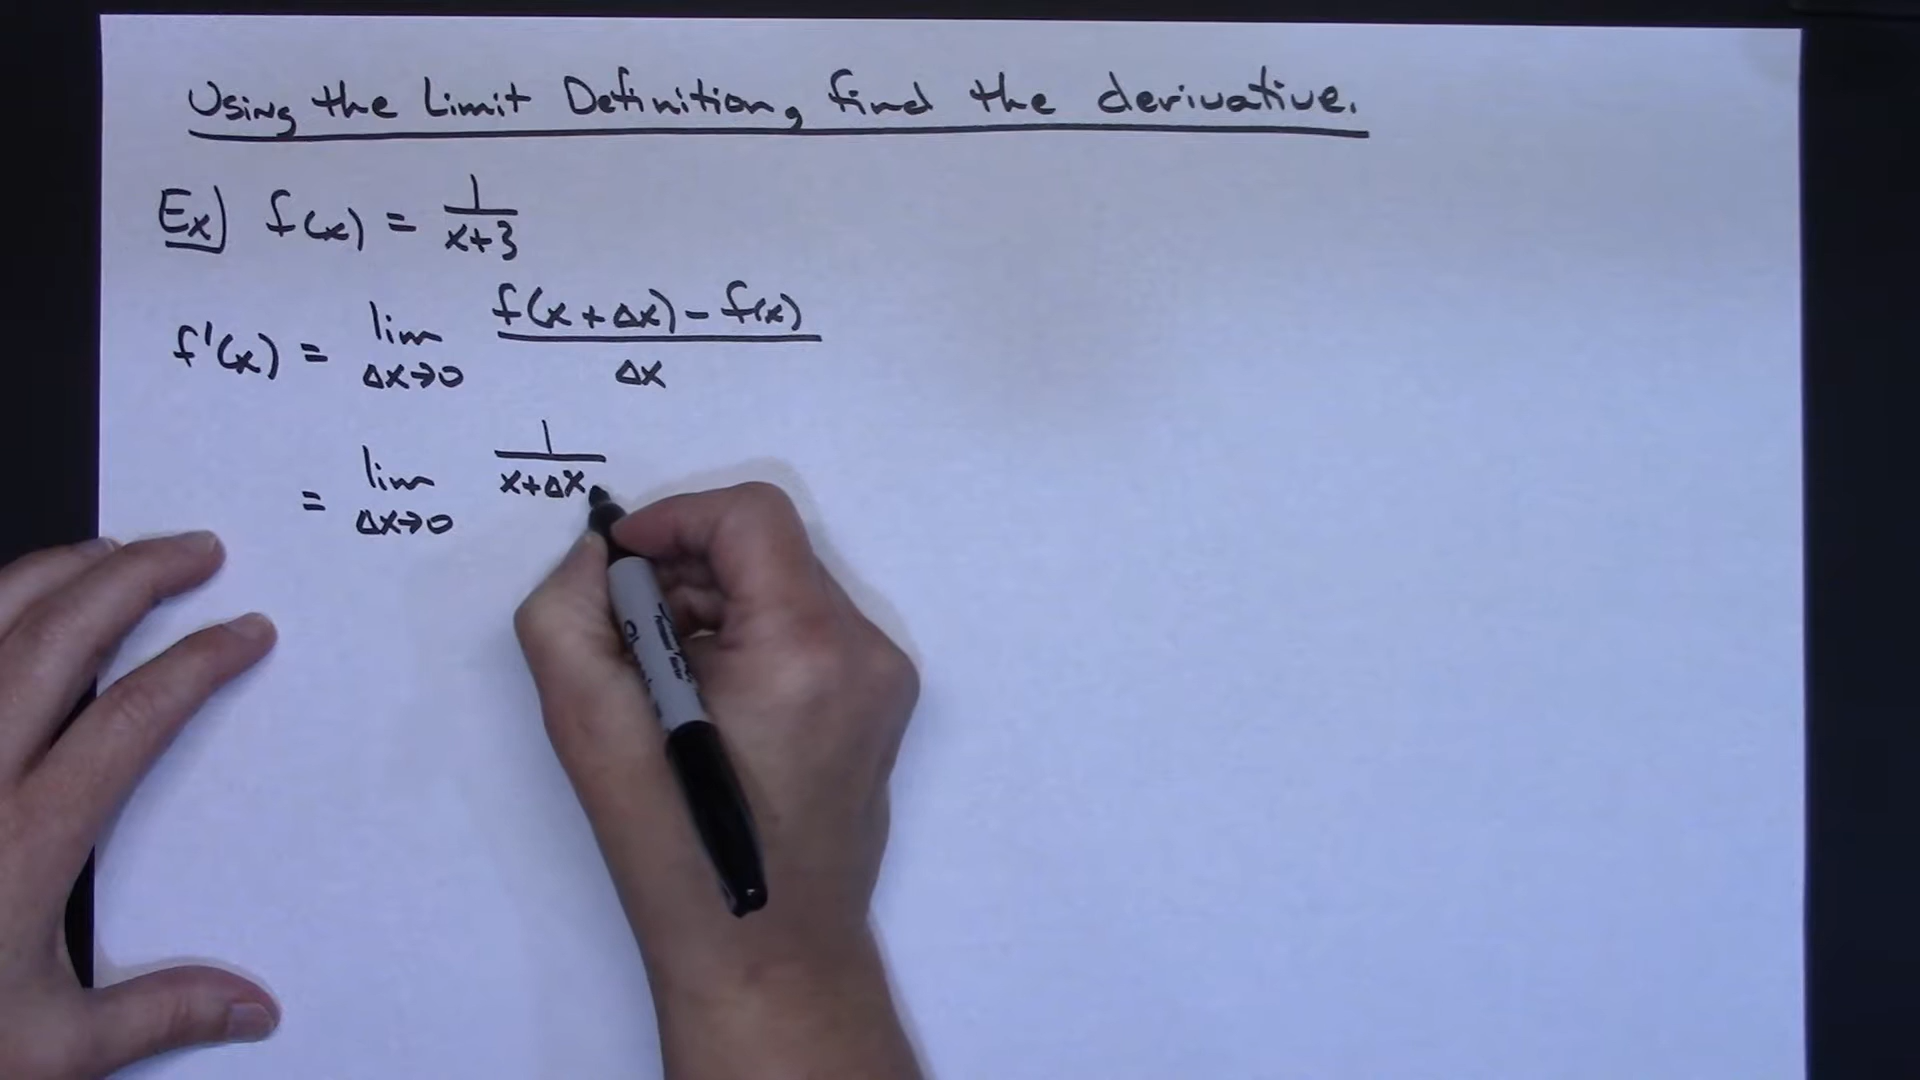 Using the Limit Definition, find the derivative.
Ex) f(x) = 1/(x+3)
f'(x) = lim Δx→0 (f(x+Δx) - f(x))/Δx
= lim Δx→0 1/(x+Δx